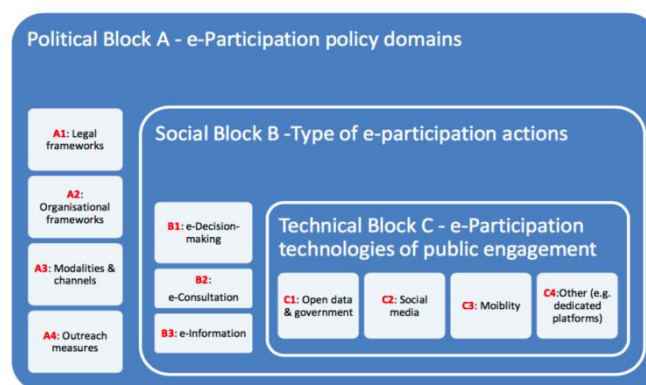 Political Block A - e-Participation policy domains
A1: Legal
frameworks
A2:
Organisational
frameworks
A3: Modalities &
channels
A4: Outreach
measures
Social Block B -Type of e-participation actions
B1: e-Decision-
making
B2:
e-Consultation
B3: e-Information
Technical Block C - e-Participation
technologies of public engagement
C1: Open data
& government
C2: Social
media
C3: Moiblity
C4:Other (e.g.
dedicated
platforms)